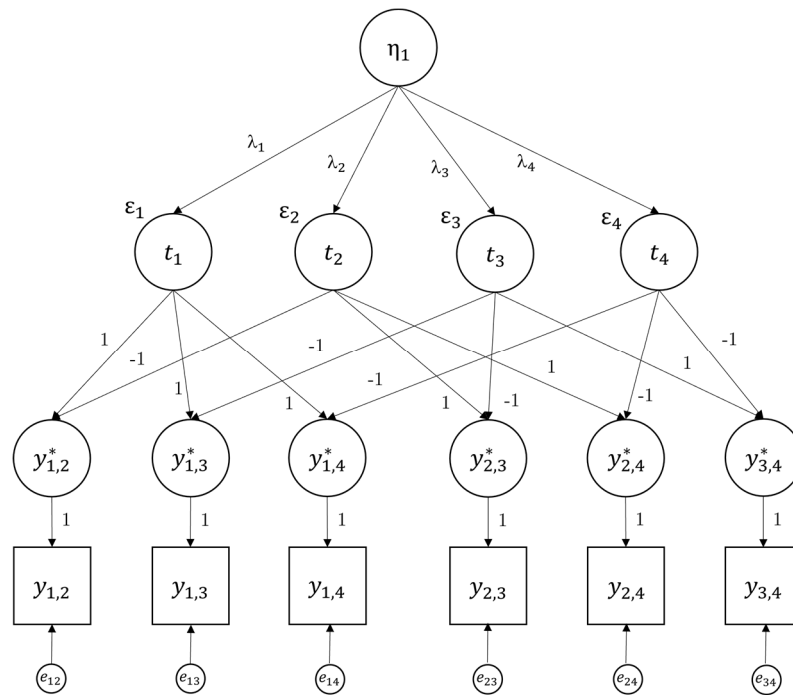 η₁
λ₁ λ₂ λ₃ λ₄
ε₁ ε₂ ε₃ ε₄
t₁ t₂ t₃ t₄
1 -1 1 -1 1 -1 1 -1 1 -1 1 -1
y*₁,₂ y*₁,₃ y*₁,₄ y*₂,₃ y*₂,₄ y*₃,₄
1 1 1 1 1 1
y₁,₂ y₁,₃ y₁,₄ y₂,₃ y₂,₄ y₃,₄
e₁₂ e₁₃ e₁₄ e₂₃ e₂₄ e₃₄